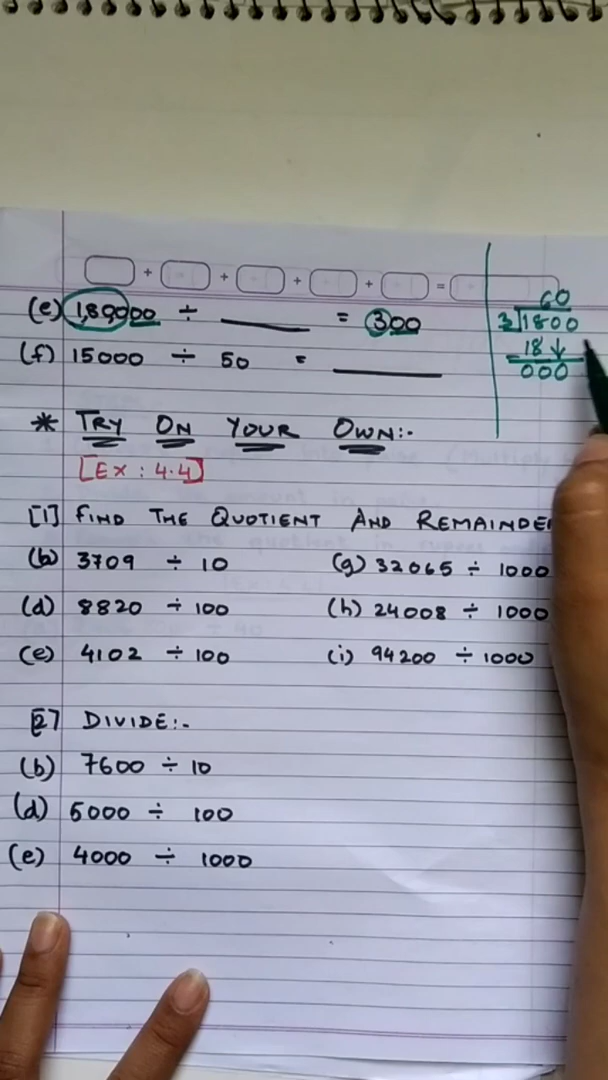 + + + + =
(e) 1,80000 ÷ ____ = 300
(f) 15000 ÷ 50 = ____
60
3 1800
18 ↓
000
* TRY ON YOUR OWN:-
[EX : 4.4]
[1] FIND THE QUOTIENT AND REMAINDE
(b) 3709 ÷ 10 (g) 32065 ÷ 1000
(d) 8820 ÷ 100 (h) 24008 ÷ 1000
(e) 4102 ÷ 100 (i) 94200 ÷ 1000
[2] DIVIDE:-
(b) 7600 ÷ 10
(d) 5000 ÷ 100
(e) 4000 ÷ 1000